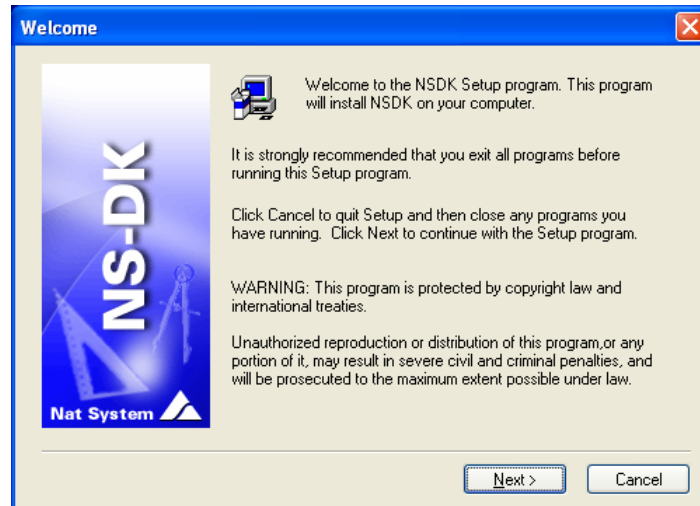 Welcome
NS-DK
Nat System
Welcome to the NSDK Setup program. This program
will install NSDK on your computer.
It is strongly recommended that you exit all programs before
running this Setup program.
Click Cancel to quit Setup and then close any programs you
have running. Click Next to continue with the Setup program.
WARNING: This program is protected by copyright law and
international treaties.
Unauthorized reproduction or distribution of this program,or any
portion of it, may result in severe civil and criminal penalties, and
will be prosecuted to the maximum extent possible under law.
Next >
Cancel